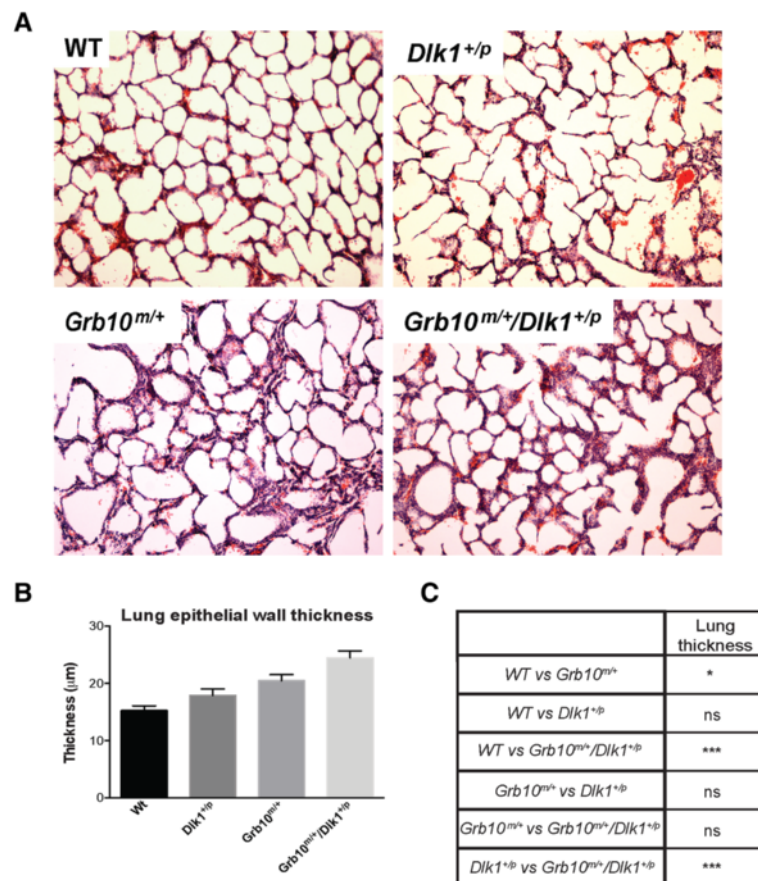 A
WT
Dlk1+/p
Grb10m/+
Grb10m/+/Dlk1+/p
B
Lung epithelial wall thickness
Thickness (μm)
30
20
10
0
Wt
Dlk1+/p
Grb10m/+
Grb10m/+/Dlk1+/p
C
Lung
thickness
WT vs Grb10m/+
*
WT vs Dlk1+/p
ns
WT vs Grb10m/+/Dlk1+/p
***
Grb10m/+ vs Dlk1+/p
ns
Grb10m/+ vs Grb10m/+/Dlk1+/p
ns
Dlk1+/p vs Grb10m/+/Dlk1+/p
***